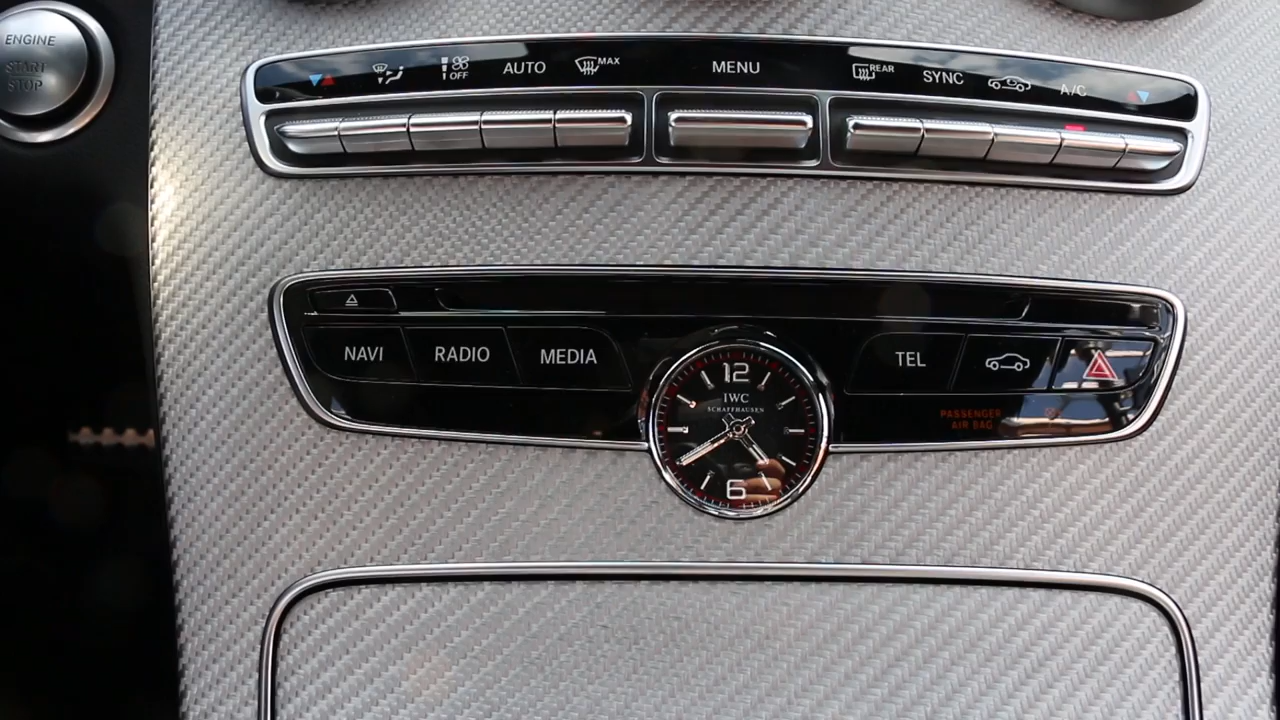 ENGINE
START
STOP
OFF
AUTO
MAX
MENU
REAR
SYNC
A/C
NAVI
RADIO
MEDIA
TEL
12
IWC
SCHAFFHAUSEN
6
PASSENGER
AIR BAG